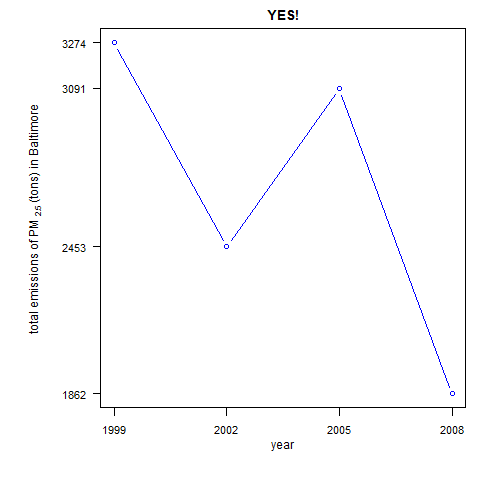 YES!
3274
3091
2453
1862
total emissions of PM 2.5 (tons) in Baltimore
1999 2002 2005 2008
year